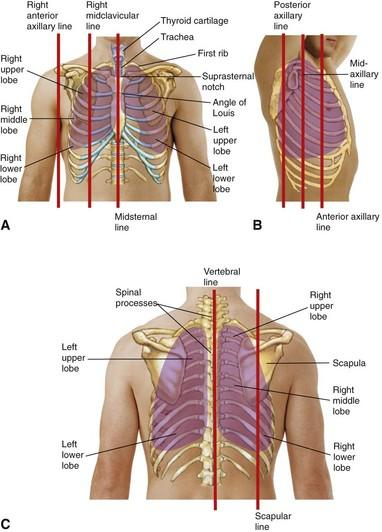 Right
anterior
axillary line
Right
midclavicular
line
Thyroid cartilage
Trachea
First rib
Suprasternal
notch
Angle of
Louis
Left
upper
lobe
Left
lower
lobe
Right
upper
lobe
Right
middle
lobe
Right
lower
lobe
Midsternal
line
A
Posterior
axillary
line
Mid-
axillary
line
Anterior axillary
line
B
Vertebral
line
Spinal
processes
Right
upper
lobe
Left
upper
lobe
Scapula
Right
middle
lobe
Left
lower
lobe
Right
lower
lobe
Scapular
line
C